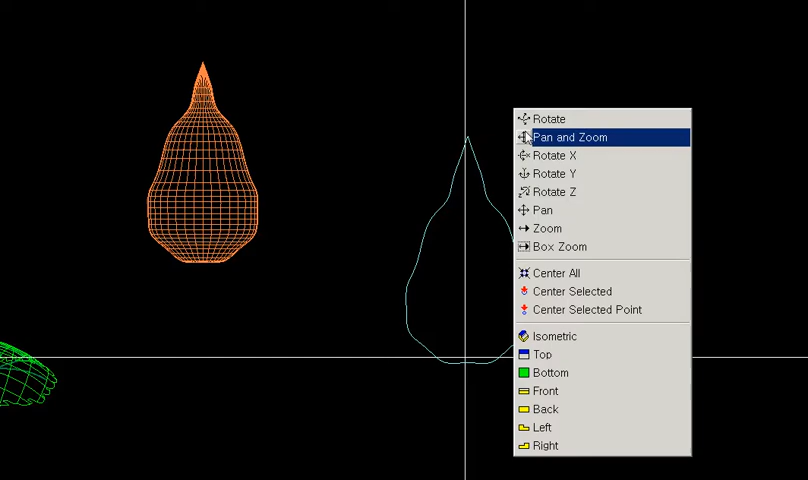 Rotate
Pan and Zoom
Rotate X
Rotate Y
Rotate Z
Pan
Zoom
Box Zoom
Center All
Center Selected
Center Selected Point
Isometric
Top
Bottom
Front
Back
Left
Right